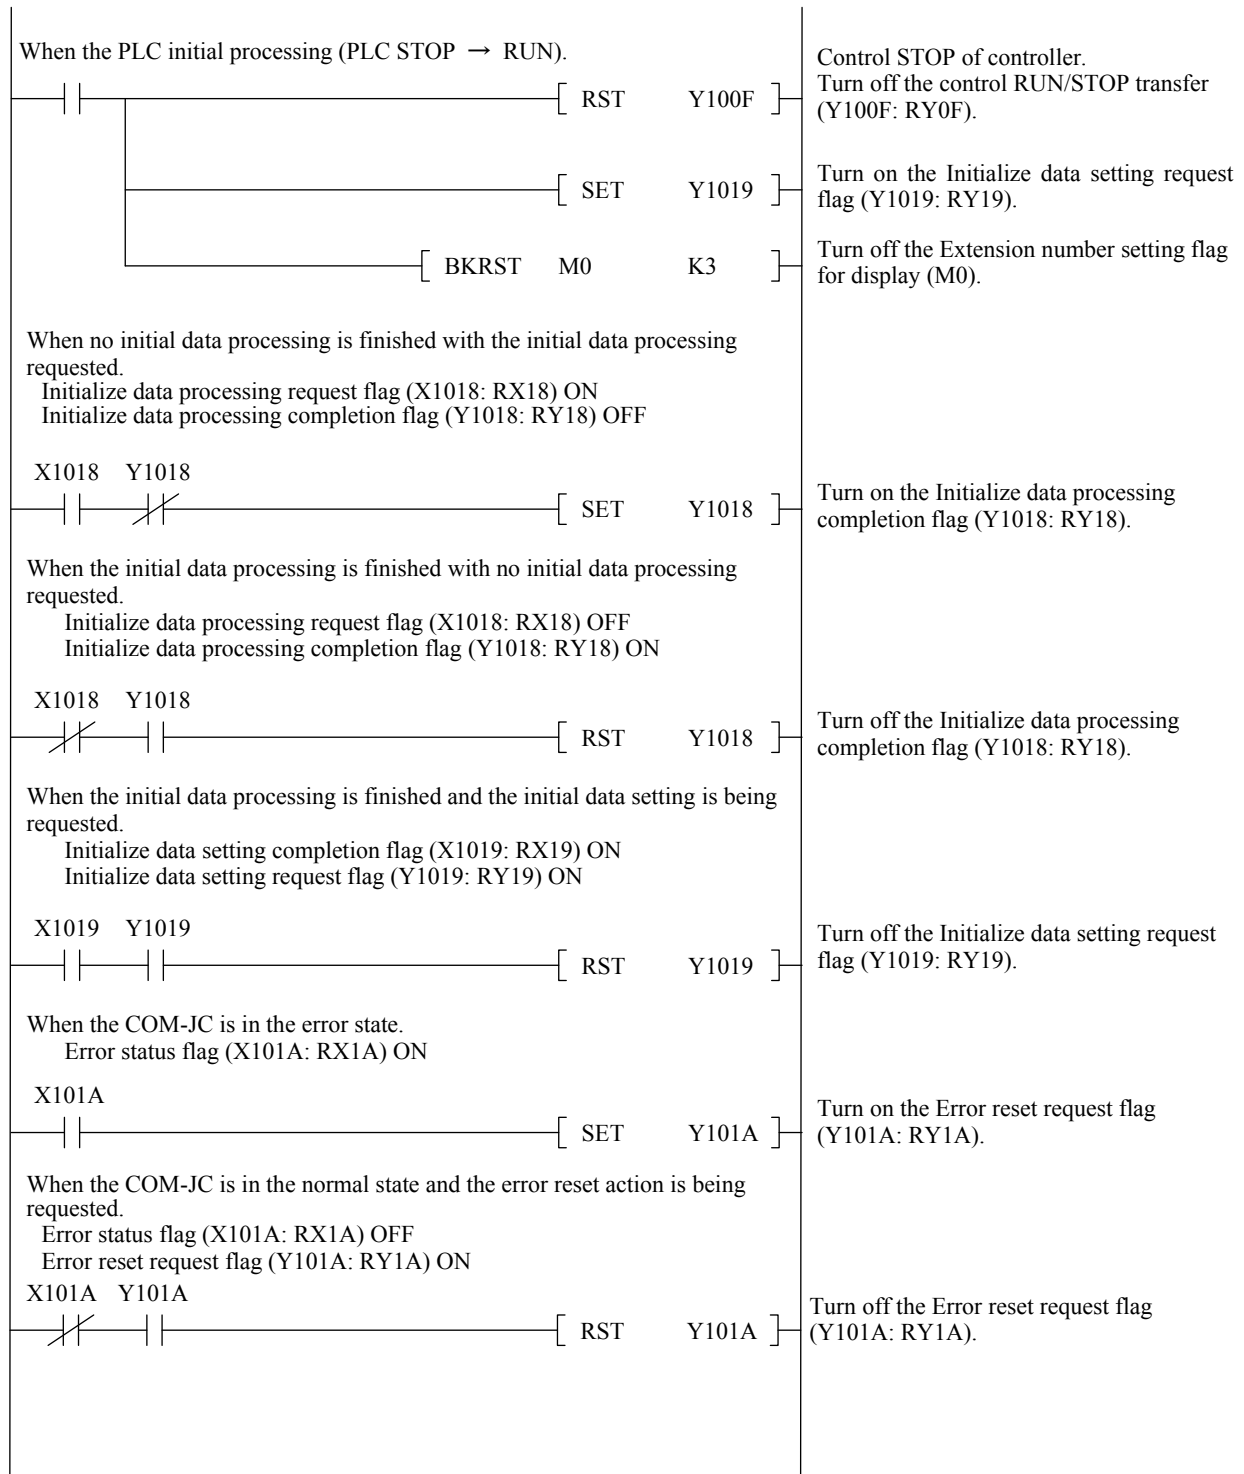 When the PLC initial processing (PLC STOP → RUN).
Control STOP of controller.
RST Y100F
Turn off the control RUN/STOP transfer
(Y100F: RY0F).
SET Y1019
Turn on the Initialize data setting request
flag (Y1019: RY19).
BKRST M0 K3
Turn off the Extension number setting flag
for display (M0).
When no initial data processing is finished with the initial data processing
requested.
Initialize data processing request flag (X1018: RX18) ON
Initialize data processing completion flag (Y1018: RY18) OFF
X1018 Y1018
SET Y1018
Turn on the Initialize data processing
completion flag (Y1018: RY18).
When the initial data processing is finished with no initial data processing
requested.
Initialize data processing request flag (X1018: RX18) OFF
Initialize data processing completion flag (Y1018: RY18) ON
X1018 Y1018
RST Y1018
Turn off the Initialize data processing
completion flag (Y1018: RY18).
When the initial data processing is finished and the initial data setting is being
requested.
Initialize data setting completion flag (X1019: RX19) ON
Initialize data setting request flag (Y1019: RY19) ON
X1019 Y1019
RST Y1019
Turn off the Initialize data setting request
flag (Y1019: RY19).
When the COM-JC is in the error state.
Error status flag (X101A: RX1A) ON
X101A
SET Y101A
Turn on the Error reset request flag
(Y101A: RY1A).
When the COM-JC is in the normal state and the error reset action is being
requested.
Error status flag (X101A: RX1A) OFF
Error reset request flag (Y101A: RY1A) ON
X101A Y101A
RST Y101A
Turn off the Error reset request flag
(Y101A: RY1A).